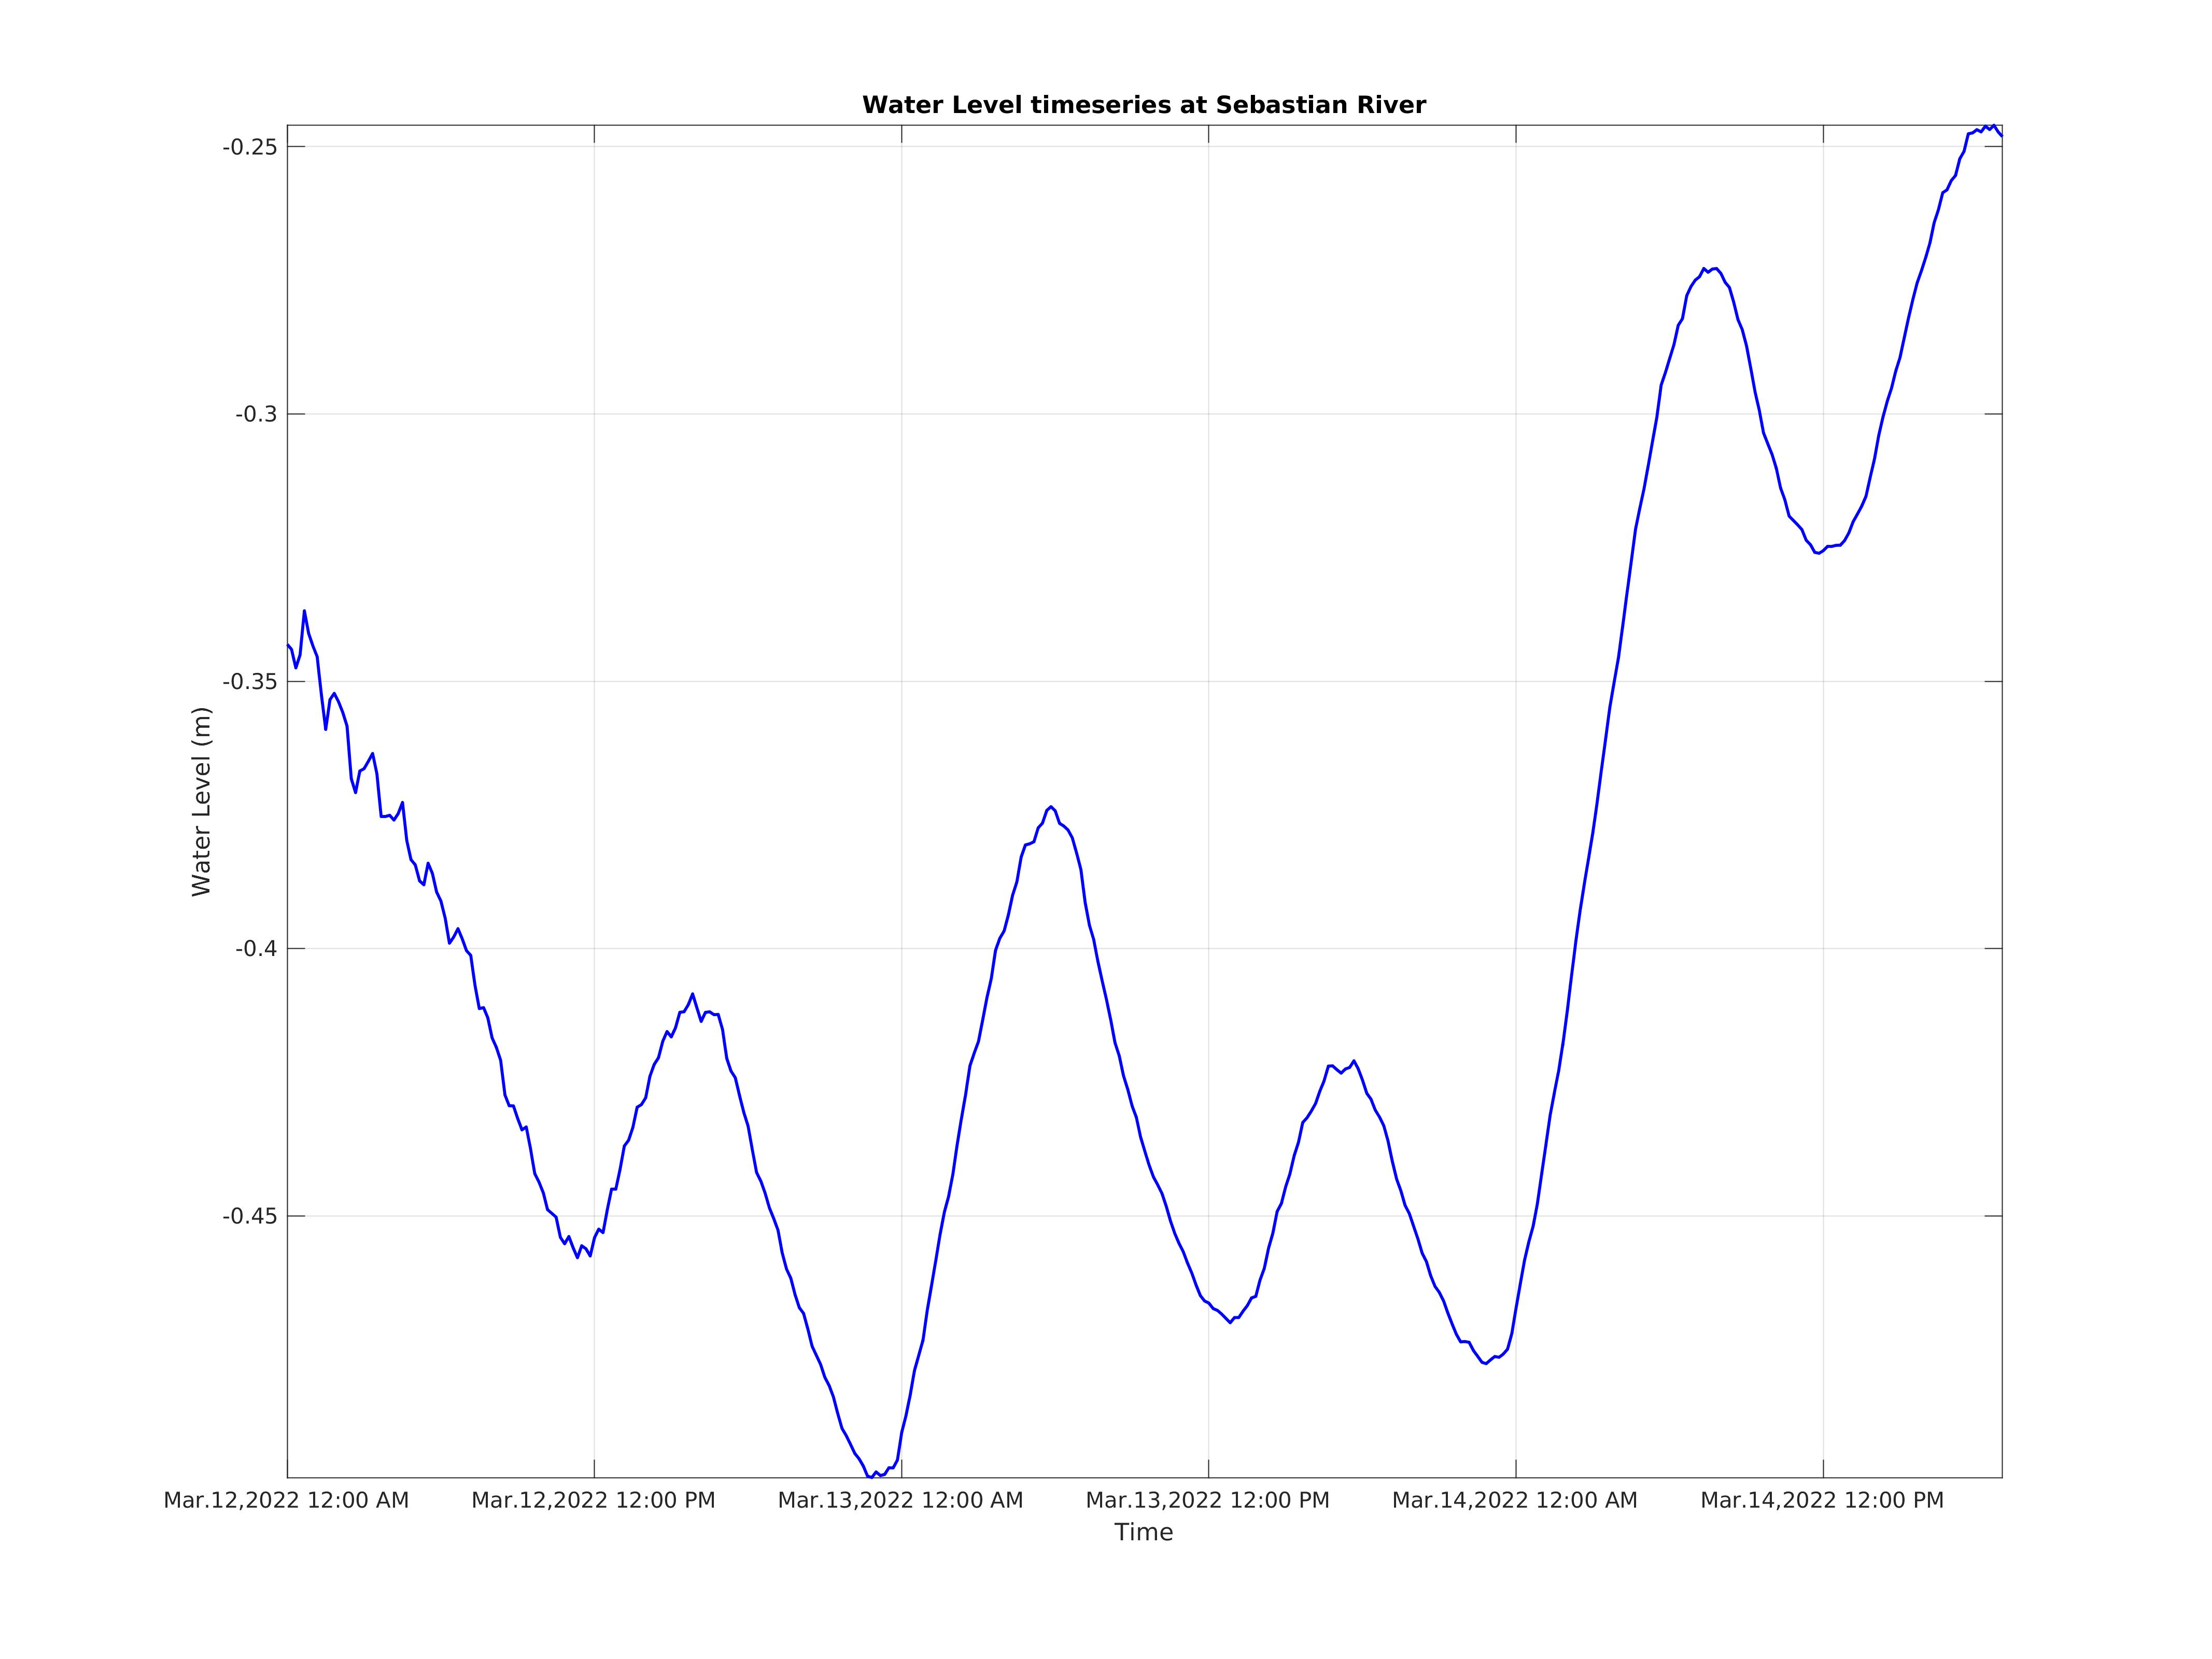 Water Level timeseries at Sebastian River
-0.25
-0.3
-0.35
-0.4
-0.45
Water Level (m)
Mar.12,2022 12:00 AM Mar.12,2022 12:00 PM Mar.13,2022 12:00 AM Mar.13,2022 12:00 PM Mar.14,2022 12:00 AM Mar.14,2022 12:00 PM
Time